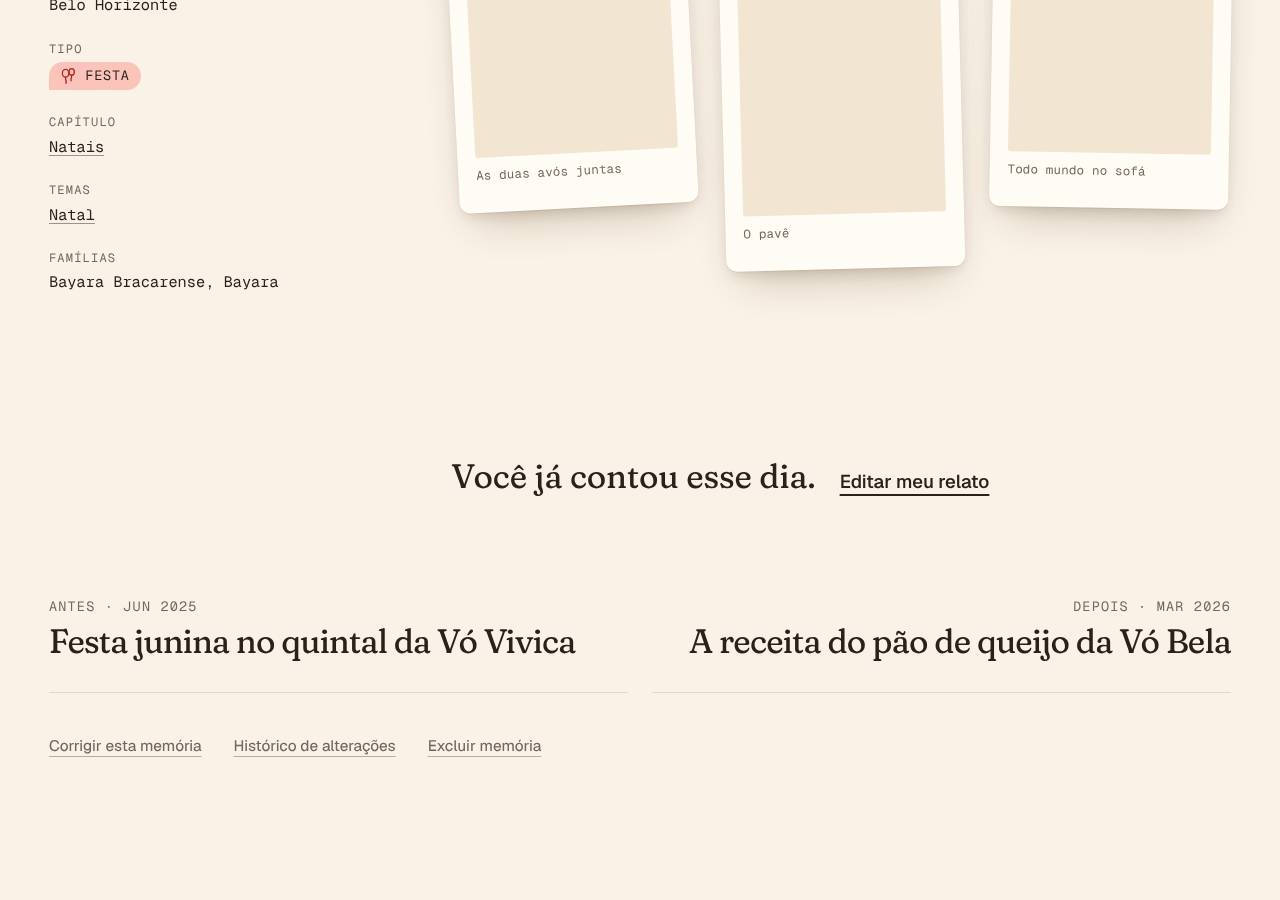 Belo Horizonte
TIPO
FESTA
CAPÍTULO
Natais
TEMAS
Natal
FAMÍLIAS
Bayara Bracarense, Bayara
As duas avós juntas
O pavê
Todo mundo no sofá
Você já contou esse dia. Editar meu relato
ANTES · JUN 2025
Festa junina no quintal da Vó Vivica
DEPOIS · MAR 2026
A receita do pão de queijo da Vó Bela
Corrigir esta memória Histórico de alterações Excluir memória